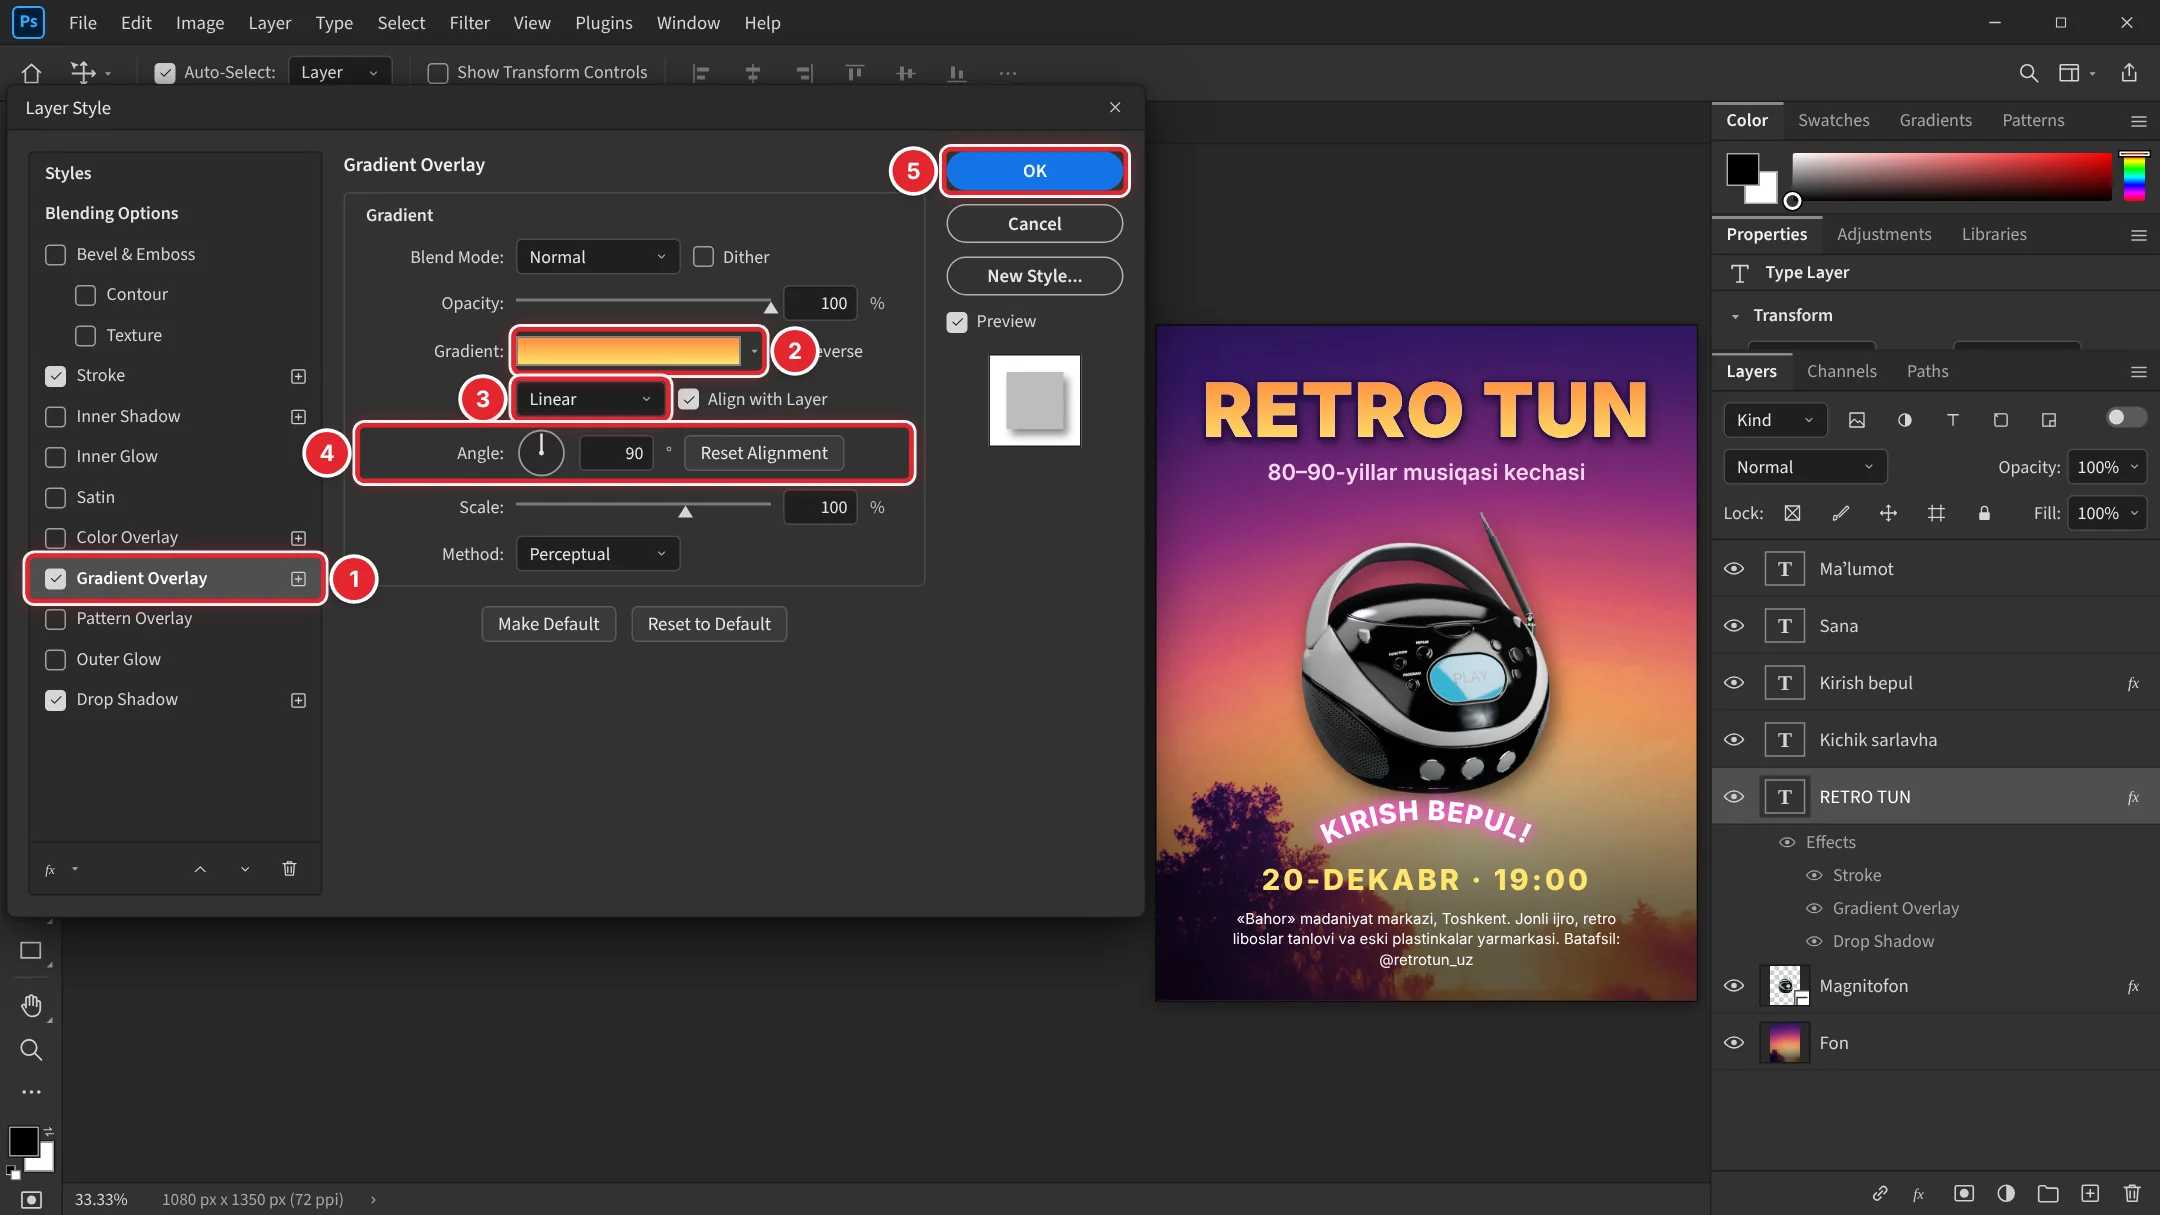 Ps File Edit Image Layer Type Select Filter View Plugins Window Help
Auto-Select: Layer Show Transform Controls
Layer Style
Styles
Blending Options
Bevel & Emboss
Contour
Texture
Stroke
Inner Shadow
Inner Glow
Satin
Color Overlay
Gradient Overlay
1
Pattern Overlay
Outer Glow
Drop Shadow
fx
Gradient Overlay
Gradient
Blend Mode: Normal Dither
Opacity: 100 %
Gradient: 2 everse
3 Linear Align with Layer
4 Angle: 90 ° Reset Alignment
Scale: 100 %
Method: Perceptual
Make Default Reset to Default
5 OK
Cancel
New Style...
Preview
RETRO TUN
80–90-yillar musiqasi kechasi
PLAY
KIRISH BEPUL!
20-DEKABR · 19:00
«Bahor» madaniyat markazi, Toshkent. Jonli ijro, retro
liboslar tanlovi va eski plastinkalar yarmarkasi. Batafsil:
@retrotun_uz
Color Swatches Gradients Patterns
Properties Adjustments Libraries
Type Layer
Transform
Layers Channels Paths
Kind
Normal Opacity: 100%
Lock: Fill: 100%
T Ma’lumot
T Sana
T Kirish bepul fx
T Kichik sarlavha
T RETRO TUN fx
Effects
Stroke
Gradient Overlay
Drop Shadow
Magnitofon fx
Fon
fx
33.33% 1080 px x 1350 px (72 ppi)